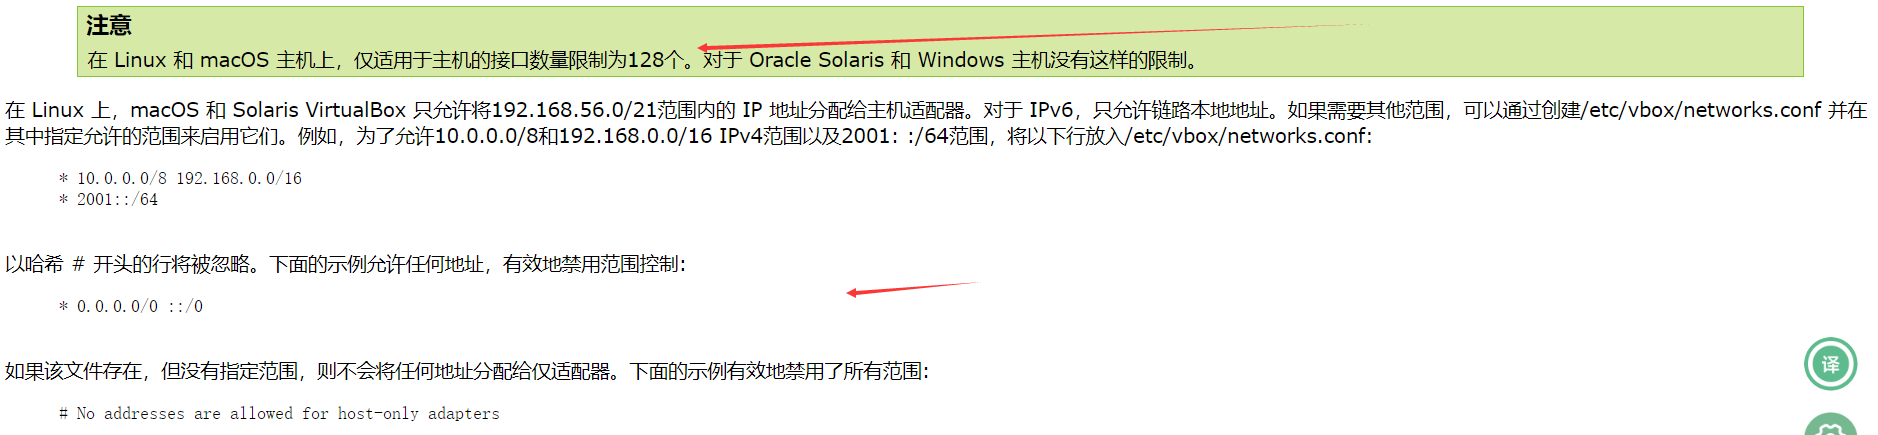 注意
在 Linux 和 macOS 主机上，仅适用于主机的接口数量限制为128个。对于 Oracle Solaris 和 Windows 主机没有这样的限制。
在 Linux 上，macOS 和 Solaris VirtualBox 只允许将192.168.56.0/21范围内的 IP 地址分配给主机适配器。对于 IPv6，只允许链路本地地址。如果需要其他范围，可以通过创建/etc/vbox/networks.conf 并在
其中指定允许的范围来启用它们。例如，为了允许10.0.0.0/8和192.168.0.0/16 IPv4范围以及2001: :/64范围，将以下行放入/etc/vbox/networks.conf:
* 10.0.0.0/8 192.168.0.0/16
* 2001::/64
以哈希 # 开头的行将被忽略。下面的示例允许任何地址，有效地禁用范围控制:
* 0.0.0.0/0 ::/0
如果该文件存在，但没有指定范围，则不会将任何地址分配给仅适配器。下面的示例有效地禁用了所有范围:
# No addresses are allowed for host-only adapters
译